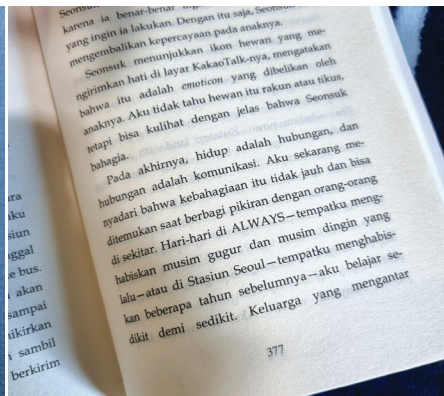 ara
aku
siun
ggal
e bus.
akan
sampai
ikirkan
sambil
berkirim
karena ia benar-benar
yang ingin ia lakukan. Dengan itu saja,
mengembalikan kepercayaan pada anaknya.
Seonsuk menunjukkan ikon hewan yang me-
ngirimkan hati di layar KakaoTalk-nya, mengatakan
bahwa itu adalah emoticon yang dibelikan oleh
anaknya. Aku tidak tahu hewan itu rakun atau tikus,
tetapi bisa kulihat dengan jelas bahwa Seonsuk
bahagia.
Pada akhirnya, hidup adalah hubungan, dan
hubungan adalah komunikasi. Aku sekarang me-
nyadari bahwa kebahagiaan itu tidak jauh dan bisa
ditemukan saat berbagi pikiran dengan orang-orang
di sekitar. Hari-hari di ALWAYS—tempatku meng-
habiskan musim gugur dan musim dingin yang
lalu—atau di Stasiun Seoul—tempatku menghabis-
kan beberapa tahun sebelumnya—aku belajar se-
dikit demi sedikit. Keluarga yang mengantar
377